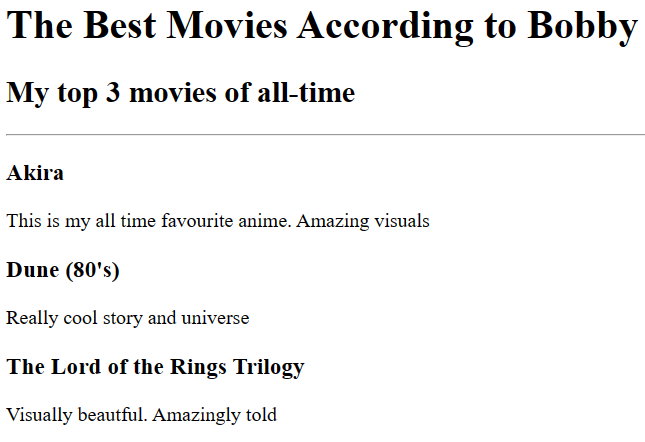 The Best Movies According to Bobby
My top 3 movies of all-time
Akira
This is my all time favourite anime. Amazing visuals
Dune (80's)
Really cool story and universe
The Lord of the Rings Trilogy
Visually beautful. Amazingly told